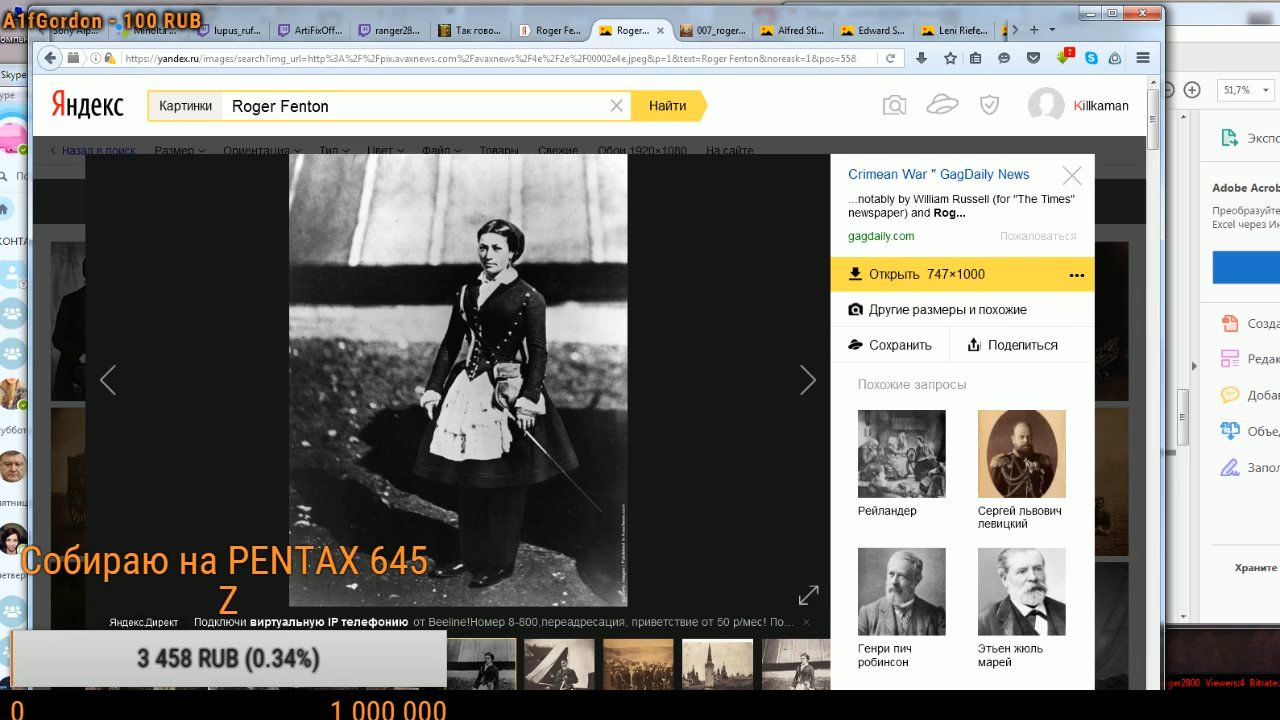 A1fGordon - 100 RUB
Sony Alp
Minolta
lupus_ruf...
ArtiFixOff...
ranger28...
Так гово...
Roger Fe...
Roger...
007_roger...
Alfred Sti...
Edward S...
Leni Riefe...
https://yandex.ru/images/search?img_url=http%3A%2F%2Fpix.avaxnews.com%2Favaxnews%2F4e%2F2e%2F00002e4e.jpeg&p=1&text=Roger Fenton&noreask=1&pos=558
Skype
Яндекс
Картинки
Roger Fenton
Найти
Killkaman
51,7%
Назад в поиск
Размер
Ориентация
Тип
Цвет
Файл
Товары
Свежие
Обои 1920×1080
На сайте
Crimean War " GagDaily News
...notably by William Russell (for "The Times"
newspaper) and Rog...
gagdaily.com
Пожаловаться
Открыть 747×1000
Другие размеры и похожие
Сохранить
Поделиться
Похожие запросы
Рейландер
Сергей львович
левицкий
Генри пич
робинсон
Этьен жюль
марей
Экспо
Adobe Acrob
Преобразуйте
Excel через Ин
Созда
Редак
Доба
Объед
Запол
Храните
Собираю на PENTAX 645
Z
Яндекс.Директ
Подключи виртуальную IP телефонию от Beeline!Номер 8-800,переадресация, приветствие от 50 р/мес! По...
3 458 RUB (0.34%)
0
1 000 000
ger2800 Viewers:4 Bitrate: